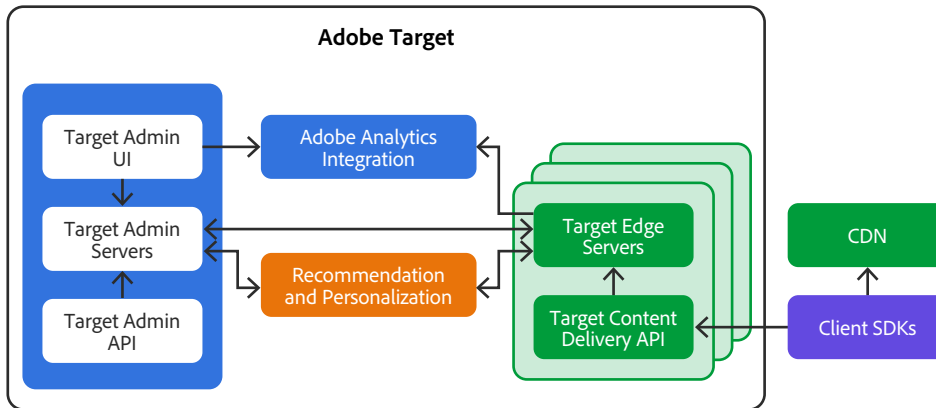 Adobe Target
Target Admin
UI
Adobe Analytics
Integration
Target Admin
Servers
Target Edge
Servers
CDN
Recommendation
and Personalization
Target Admin
API
Target Content
Delivery API
Client SDKs